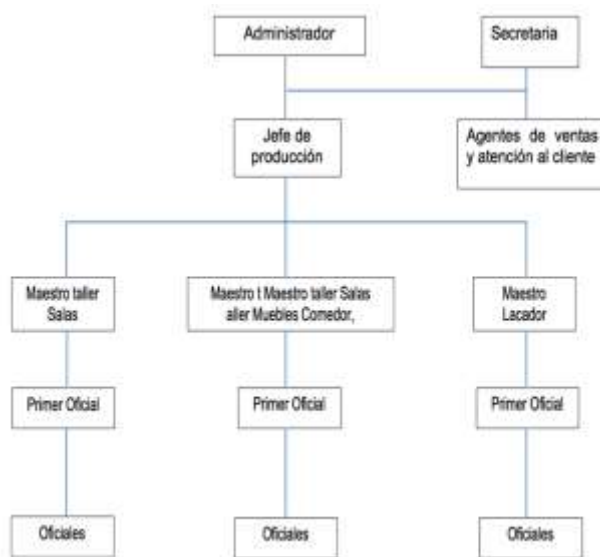 Administrador
Secretaria
Jefe de
producción
Agentes de ventas
y atención al cliente
Maestro taller
Salas
Maestro t Maestro taller Salas
aller Muebles Comedor,
Maestro
Lacador
Primer Oficial
Primer Oficial
Primer Oficial
Oficiales
Oficiales
Oficiales